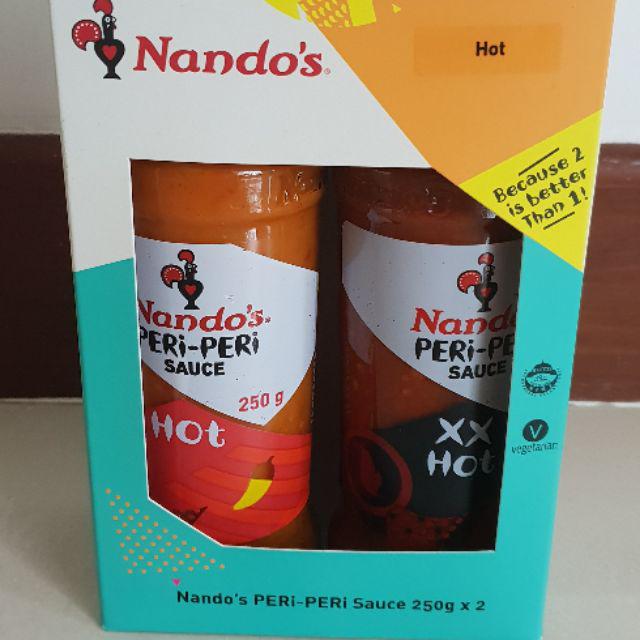 Nando's
Hot
Because 2
is better
Than 1!
Nando's
PERi-PERi
SAUCE
250 g
Hot
Nando
PERi-PE
SAUCE
XX
Hot
V
vegetarian
Nando's PERi-PERi Sauce 250g x 2